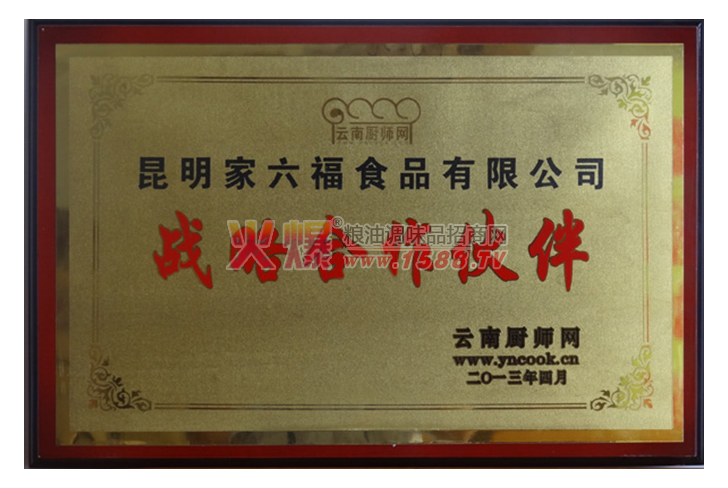 云南厨师网
昆明家六福食品有限公司
战略合作伙伴
火爆®粮油调味品招商网
www.1588.TV
云南厨师网
www.yncook.cn
二〇一三年四月